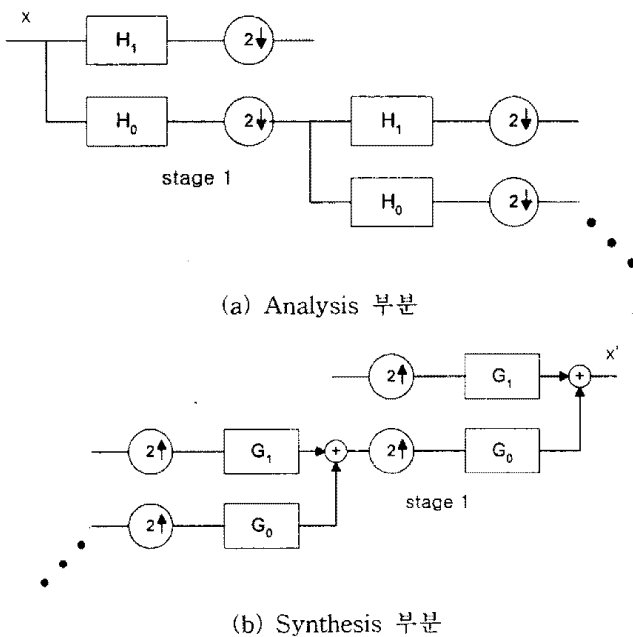 x
H₁ 2↓
H₀ 2↓ H₁ 2↓
stage 1
H₀ 2↓
(a) Analysis 부분
2↑ G₁ + x'
2↑ G₁ + 2↑ G₀
stage 1
2↑ G₀
(b) Synthesis 부분